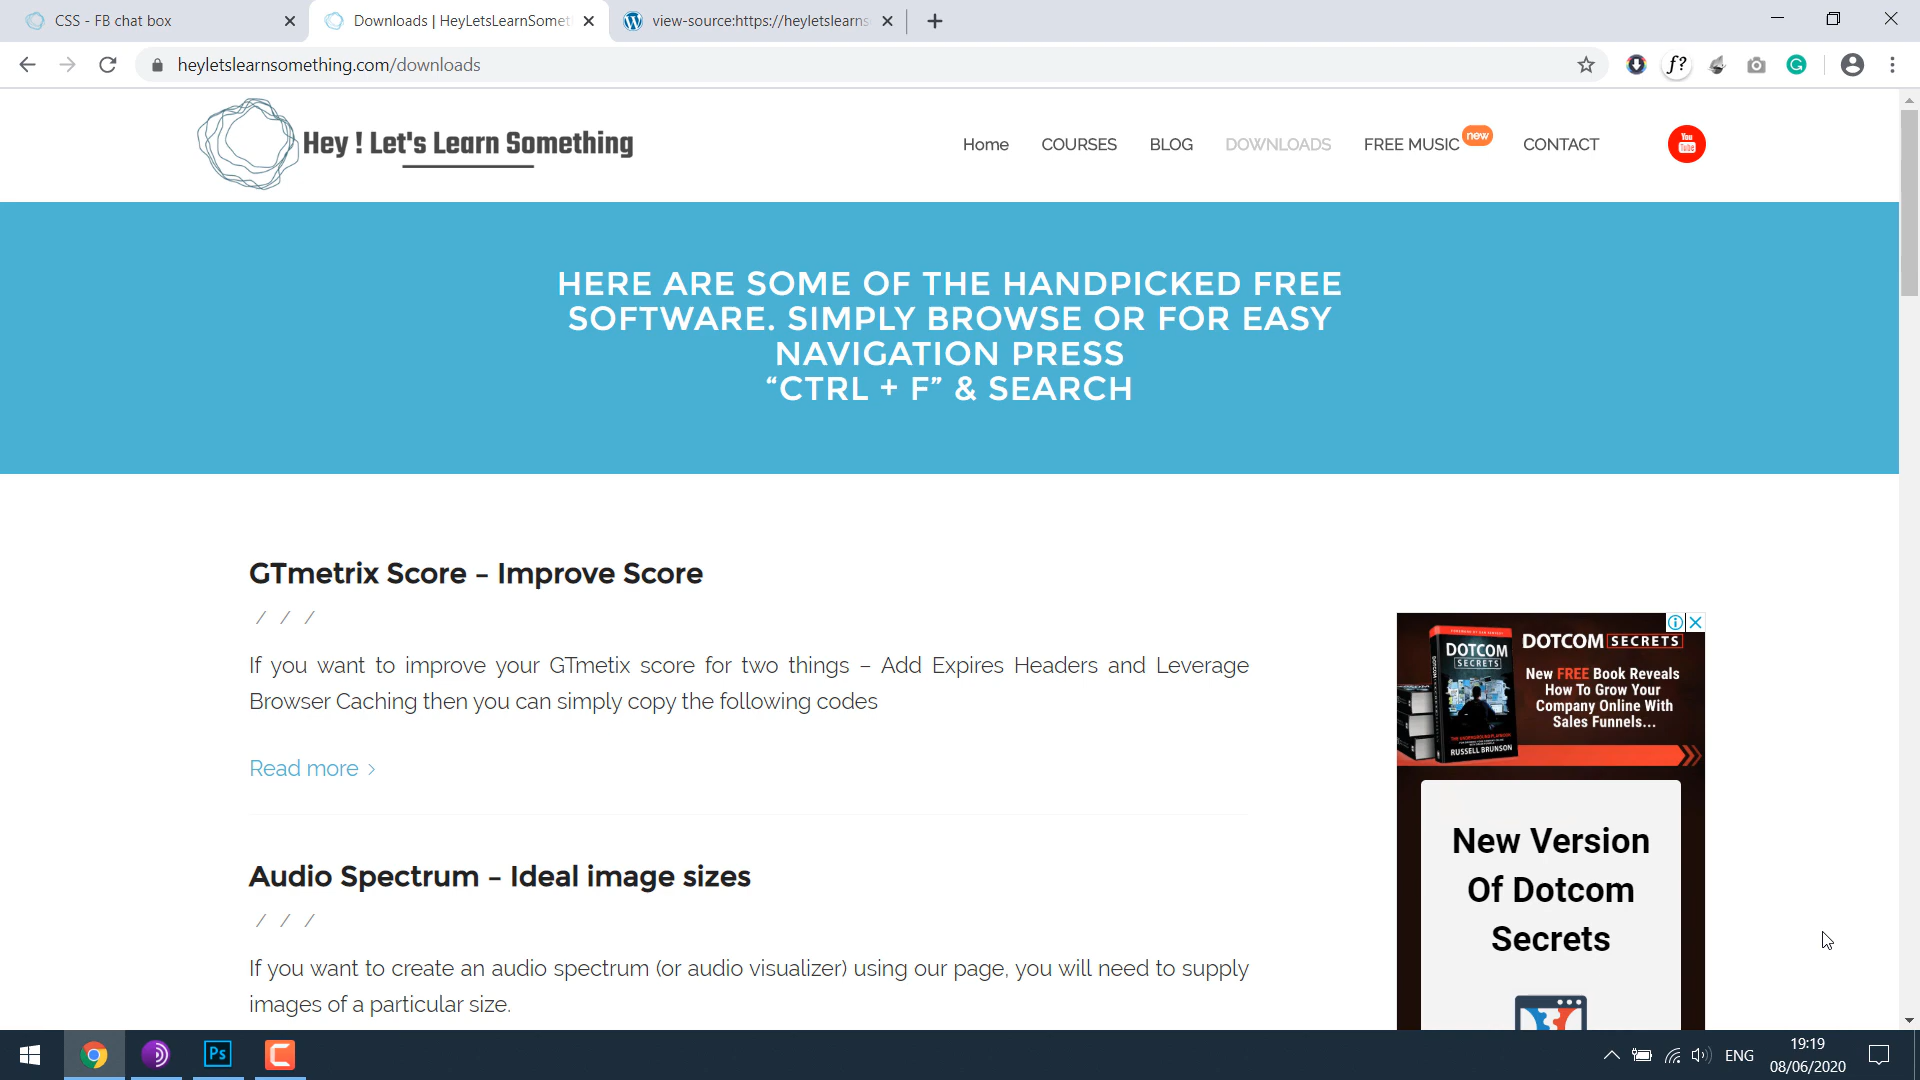 CSS - FB chat box
Downloads | HeyLetsLearnSomet
view-source:https://heyletslearns
heyletslearnsomething.com/downloads
f?
Hey ! Let's Learn Something
Home
COURSES
BLOG
DOWNLOADS
FREE MUSIC
new
CONTACT
You
Tube
HERE ARE SOME OF THE HANDPICKED FREE
SOFTWARE. SIMPLY BROWSE OR FOR EASY
NAVIGATION PRESS
“CTRL + F” & SEARCH
GTmetrix Score – Improve Score
/ / /
If you want to improve your GTmetix score for two things – Add Expires Headers and Leverage
Browser Caching then you can simply copy the following codes
Read more
Audio Spectrum – Ideal image sizes
/ / /
If you want to create an audio spectrum (or audio visualizer) using our page, you will need to supply
images of a particular size.
DOTCOM
SECRETS
RUSSELL BRUNSON
DOTCOM SECRETS
New FREE Book Reveals
How To Grow Your
Company Online With
Sales Funnels...
New Version
Of Dotcom
Secrets
Ps
ENG
19:19
08/06/2020